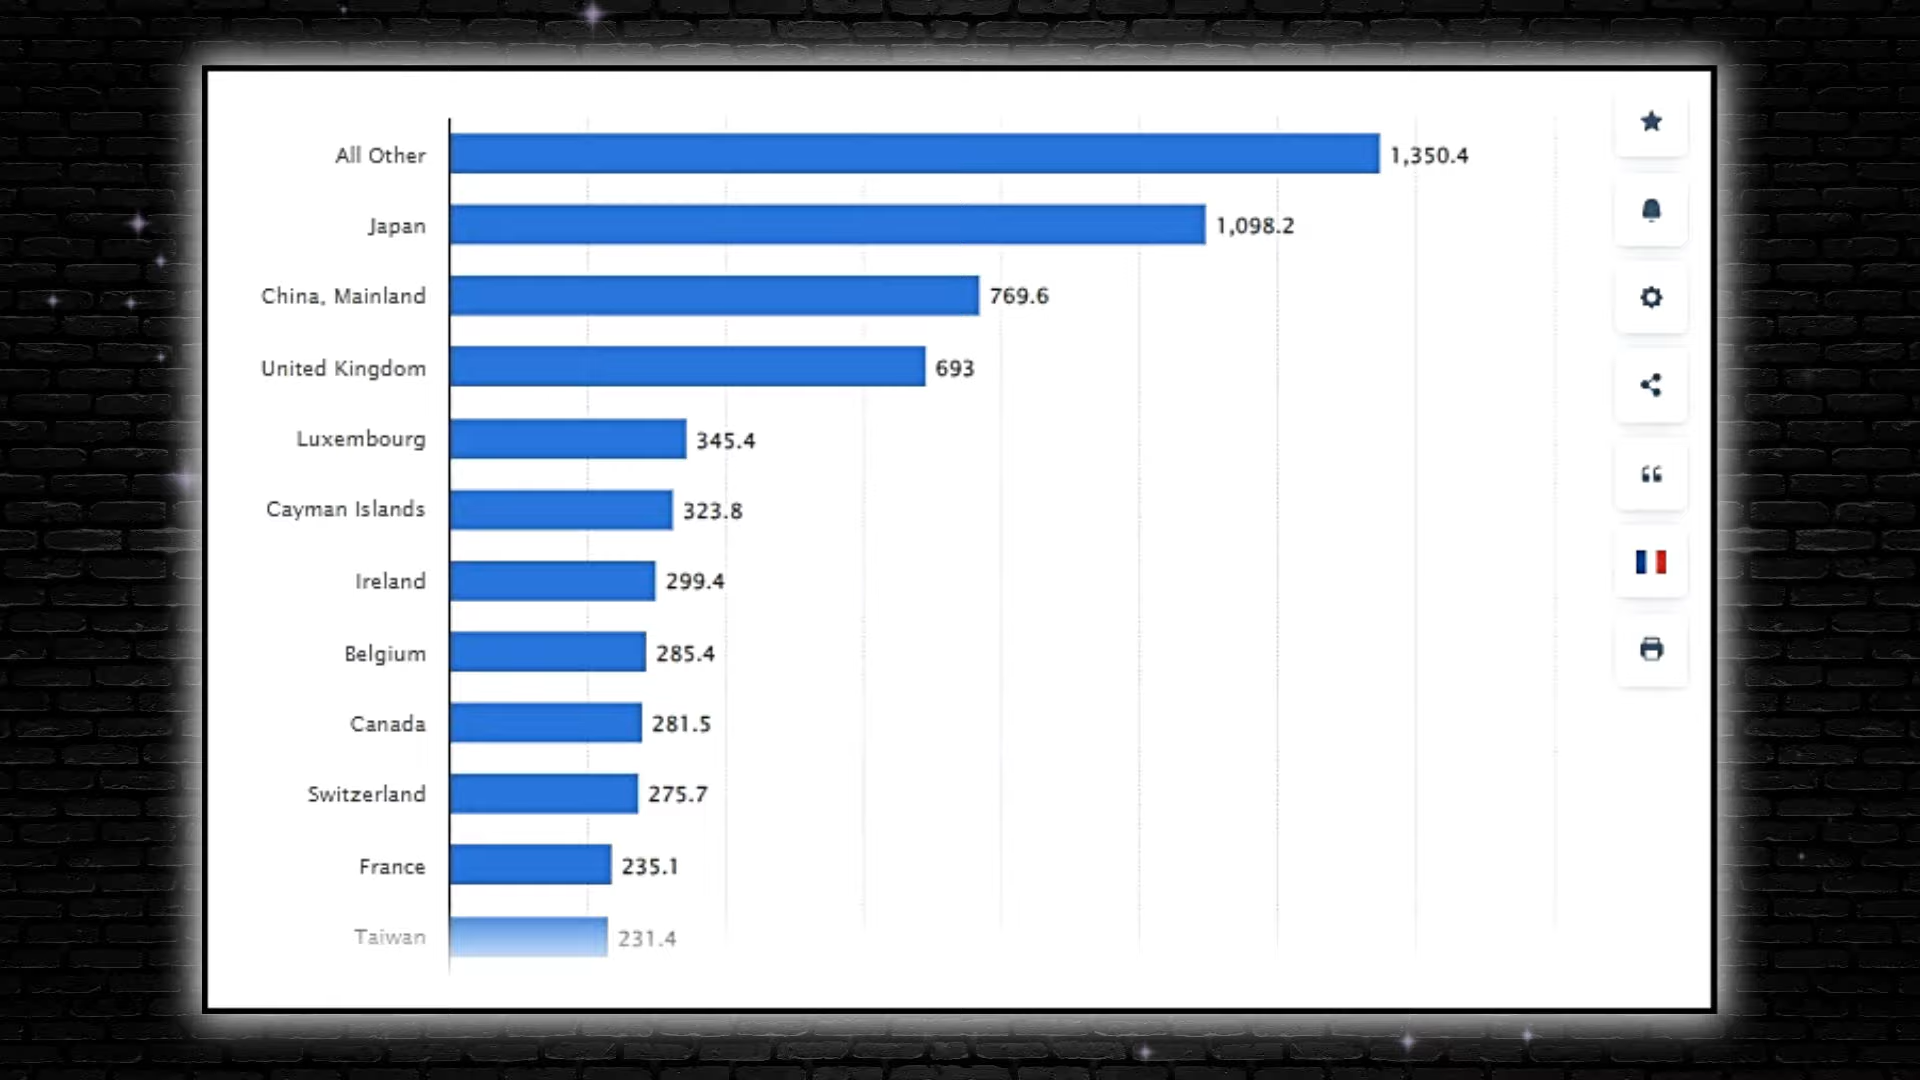 All Other 1,350.4
Japan 1,098.2
China, Mainland 769.6
United Kingdom 693
Luxembourg 345.4
Cayman Islands 323.8
Ireland 299.4
Belgium 285.4
Canada 281.5
Switzerland 275.7
France 235.1
Taiwan 231.4